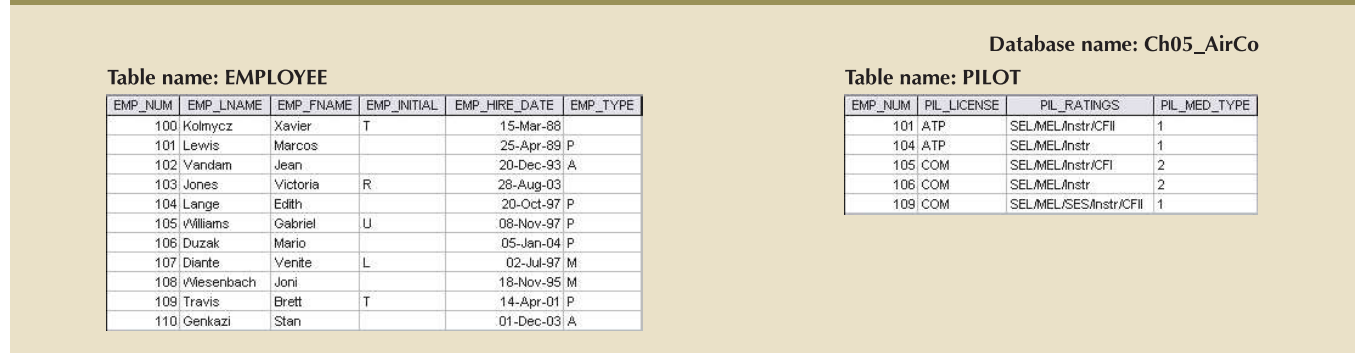 Database name: Ch05_AirCo
Table name: EMPLOYEE
EMP_NUM EMP_LNAME EMP_FNAME EMP_INITIAL EMP_HIRE_DATE EMP_TYPE
100 Kolmycz Xavier T 15-Mar-88
101 Lewis Marcos 25-Apr-89 P
102 Vandam Jean 20-Dec-93 A
103 Jones Victoria R 28-Aug-03
104 Lange Edith 20-Oct-97 P
105 Williams Gabriel U 08-Nov-97 P
106 Duzak Mario 05-Jan-04 P
107 Diante Venite L 02-Jul-97 M
108 Wiesenbach Joni 18-Nov-95 M
109 Travis Brett T 14-Apr-01 P
110 Genkazi Stan 01-Dec-03 A
Table name: PILOT
EMP_NUM PIL_LICENSE PIL_RATINGS PIL_MED_TYPE
101 ATP SEL/MEL/Instr/CFII 1
104 ATP SEL/MEL/Instr 1
105 COM SEL/MEL/Instr/CFI 2
106 COM SEL/MEL/Instr 2
109 COM SEL/MEL/SES/Instr/CFII 1